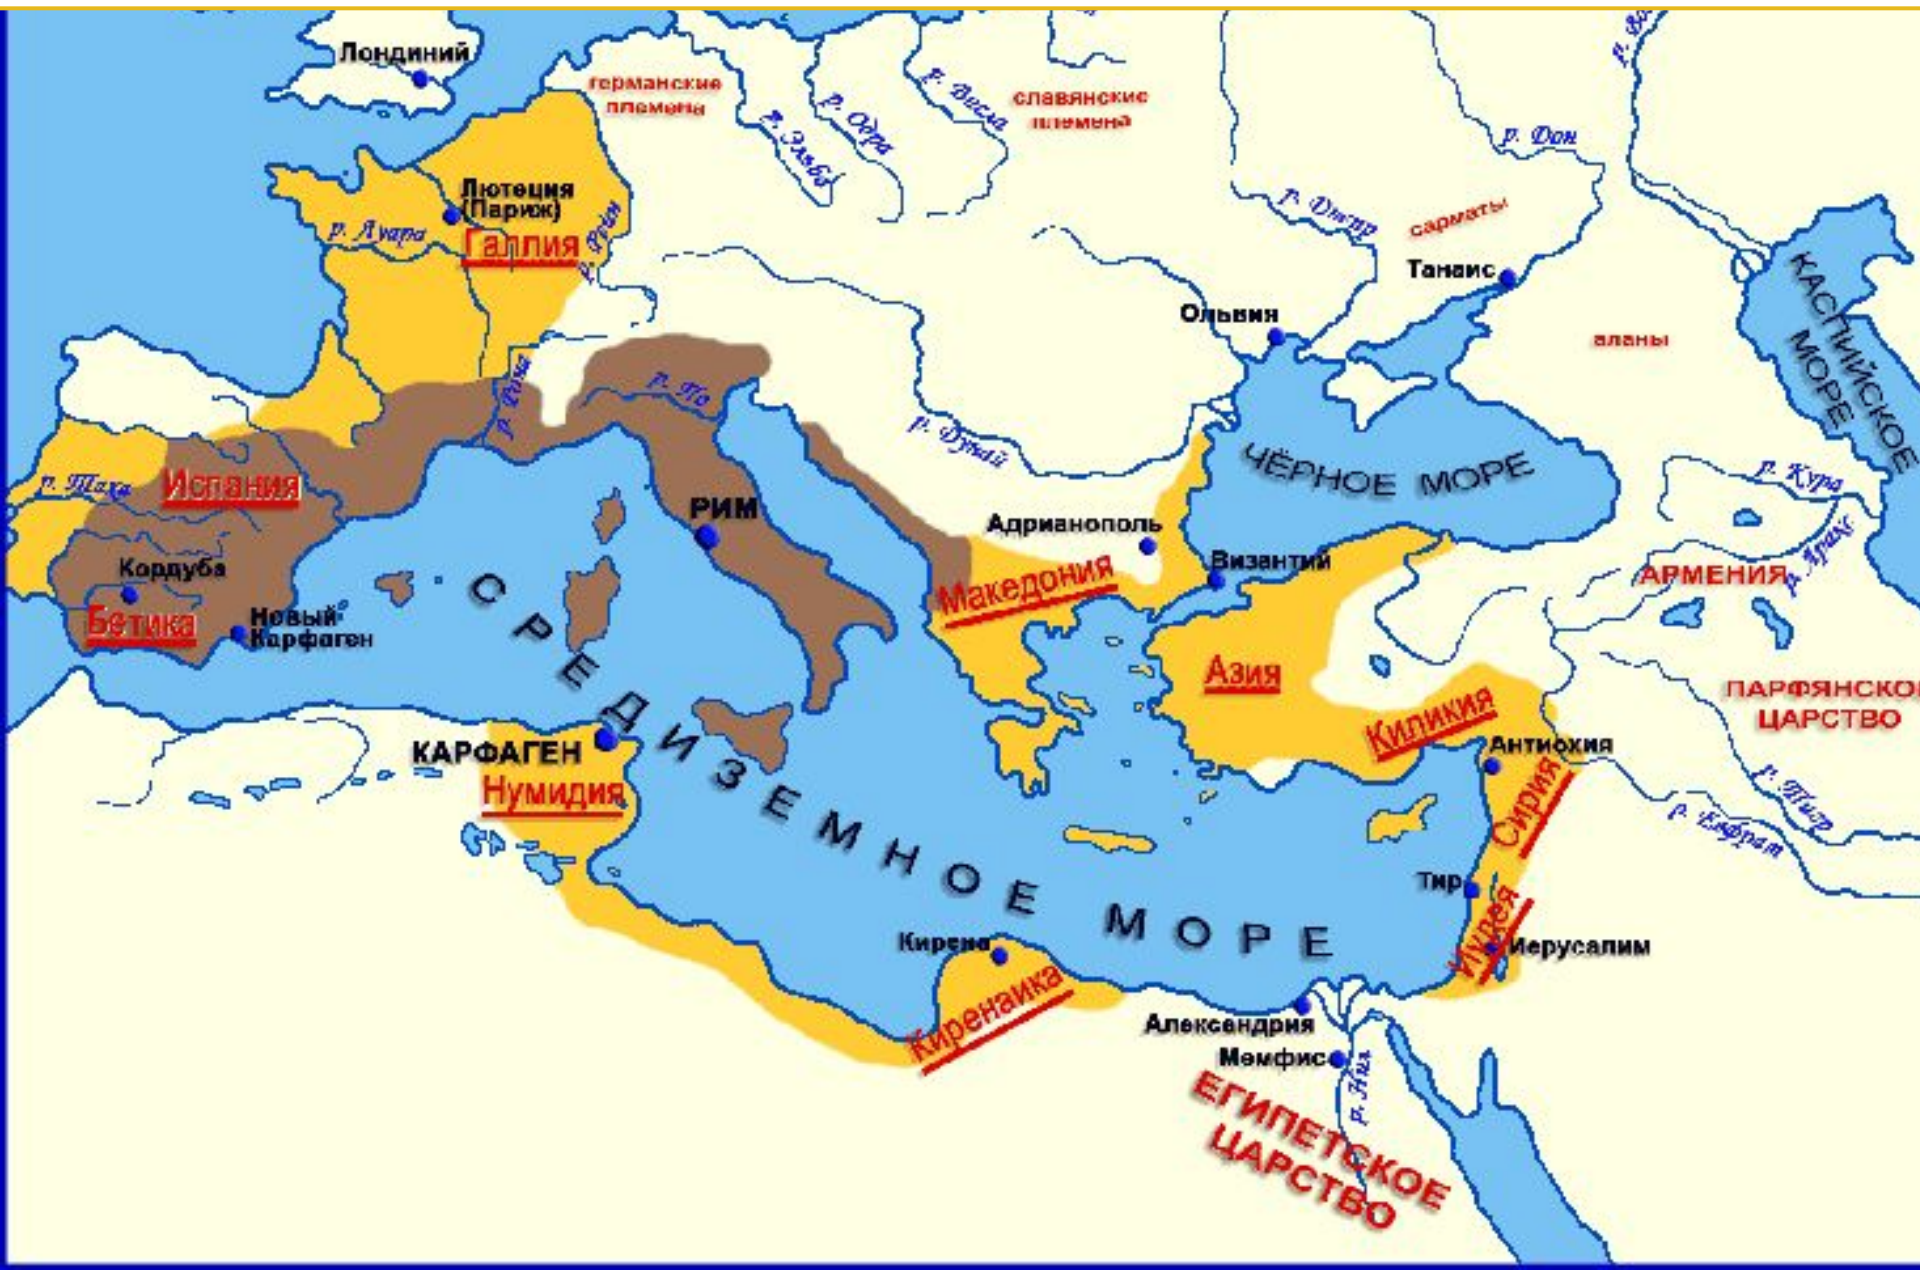 Лондиний
германские
племена
р. Эльба
р. Одра
р. Висла
славянские
племена
р. Дон
р. Днепр
сарматы
Танаис
Ольвия
аланы
КАСПИЙСКОЕ
МОРЕ
Лютеция
(Париж)
р. Луара
Галлия
р. Рейн
р. Рона
р. По
р. Дунай
ЧЁРНОЕ МОРЕ
р. Кура
р. Аракс
АРМЕНИЯ
р. Таха
Испания
Кордуба
Бетика
Новый
Карфаген
РИМ
Адрианополь
Византий
Македония
Азия
Киликия
Антиохия
Сирия
ПАРФЯНСКО
ЦАРСТВО
р. Тигр
р. Евфрат
СРЕДИЗЕМНОЕ МОРЕ
КАРФАГЕН
Нумидия
Тир
Иудея
Иерусалим
Кирена
Киренаика
Александрия
Мемфис
р. Нил
ЕГИПЕТСКОЕ
ЦАРСТВО